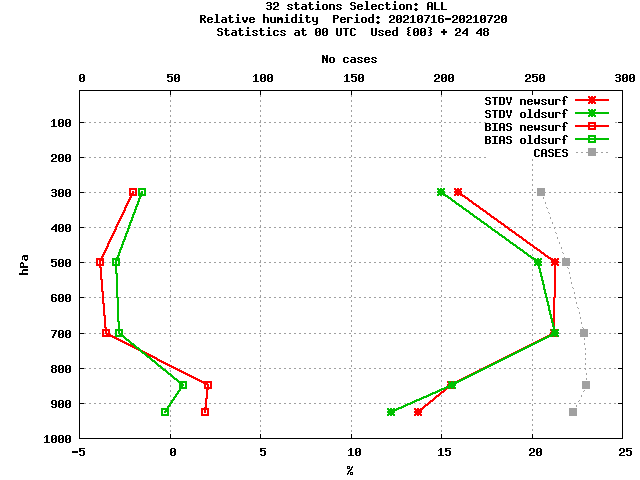 32 stations Selection: ALL
Relative humidity  Period: 20210716-20210720
Statistics at 00 UTC  Used {00} + 24 48
No cases
0 50 100 150 200 250 300
STDV newsurf
STDV oldsurf
BIAS newsurf
BIAS oldsurf
CASES
100
200
300
400
500
600
700
800
900
1000
hPa
-5 0 5 10 15 20 25
%